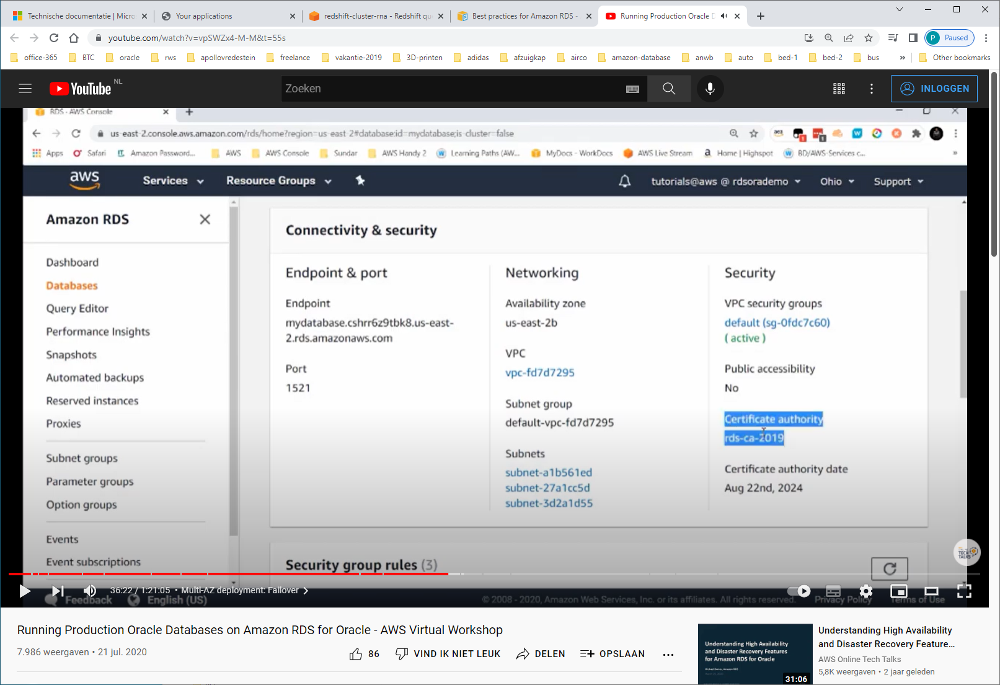 Technische documentatie | Micro
Your applications
redshift-cluster-rna - Redshift qu
Best practices for Amazon RDS -
Running Production Oracle D
youtube.com/watch?v=vpSWZx4-M-M&t=55s
P Paused
office-365 BTC oracle rws apollovredestein freelance vakantie-2019 3D-printen adidas afzuigkap airco amazon-database anwb auto bed-1 bed-2 bus » Other bookmarks
YouTube NL
Zoeken
INLOGGEN
RDS - AWS Console
us-east-2.console.aws.amazon.com/rds/home?region=us-east-2#database:id=mydatabase;is-cluster=false
Apps Safari Amazon Password... AWS AWS Console Sundar AWS Handy 2 Learning Paths (AW... MyDocs - WorkDocs AWS Live Stream Home | Highspot BD/AWS-Services c... »
aws Services Resource Groups tutorials@aws @ rdsorademo Ohio Support
Amazon RDS
Dashboard
Databases
Query Editor
Performance Insights
Snapshots
Automated backups
Reserved instances
Proxies
Subnet groups
Parameter groups
Option groups
Events
Event subscriptions
Connectivity & security
Endpoint & port
Endpoint
mydatabase.cshrr6z9tbk8.us-east-
2.rds.amazonaws.com
Port
1521
Networking
Availability zone
us-east-2b
VPC
vpc-fd7d7295
Subnet group
default-vpc-fd7d7295
Subnets
subnet-a1b561ed
subnet-27a1cc5d
subnet-3d2a1d55
Security
VPC security groups
default (sg-0fdc7c60)
( active )
Public accessibility
No
Certificate authority
rds-ca-2019
Certificate authority date
Aug 22nd, 2024
Security group rules (3)
TECH
TALKS
36:22 / 1:21:05 • Multi-AZ deployment: Failover
Feedback English (US) © 2008 - 2020, Amazon Web Services, Inc. or its affiliates. All rights reserved. Privacy Policy Terms of Use
Running Production Oracle Databases on Amazon RDS for Oracle - AWS Virtual Workshop
7.986 weergaven • 21 jul. 2020
86 VIND IK NIET LEUK DELEN OPSLAAN
Understanding High Availability
and Disaster Recovery Features
for Amazon RDS for Oracle
31:06
Understanding High Availability
and Disaster Recovery Feature...
AWS Online Tech Talks
5,8K weergaven • 2 jaar geleden